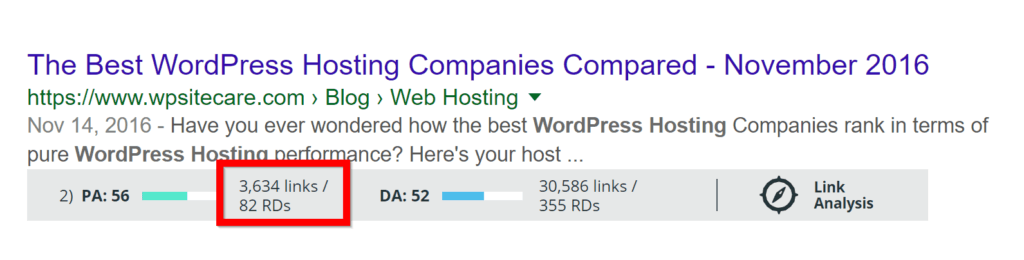 The Best WordPress Hosting Companies Compared - November 2016
https://www.wpsitecare.com › Blog › Web Hosting
Nov 14, 2016 - Have you ever wondered how the best WordPress Hosting Companies rank in terms of
pure WordPress Hosting performance? Here's your host ...
2) PA: 56
3,634 links /
82 RDs
DA: 52
30,586 links /
355 RDs
Link
Analysis